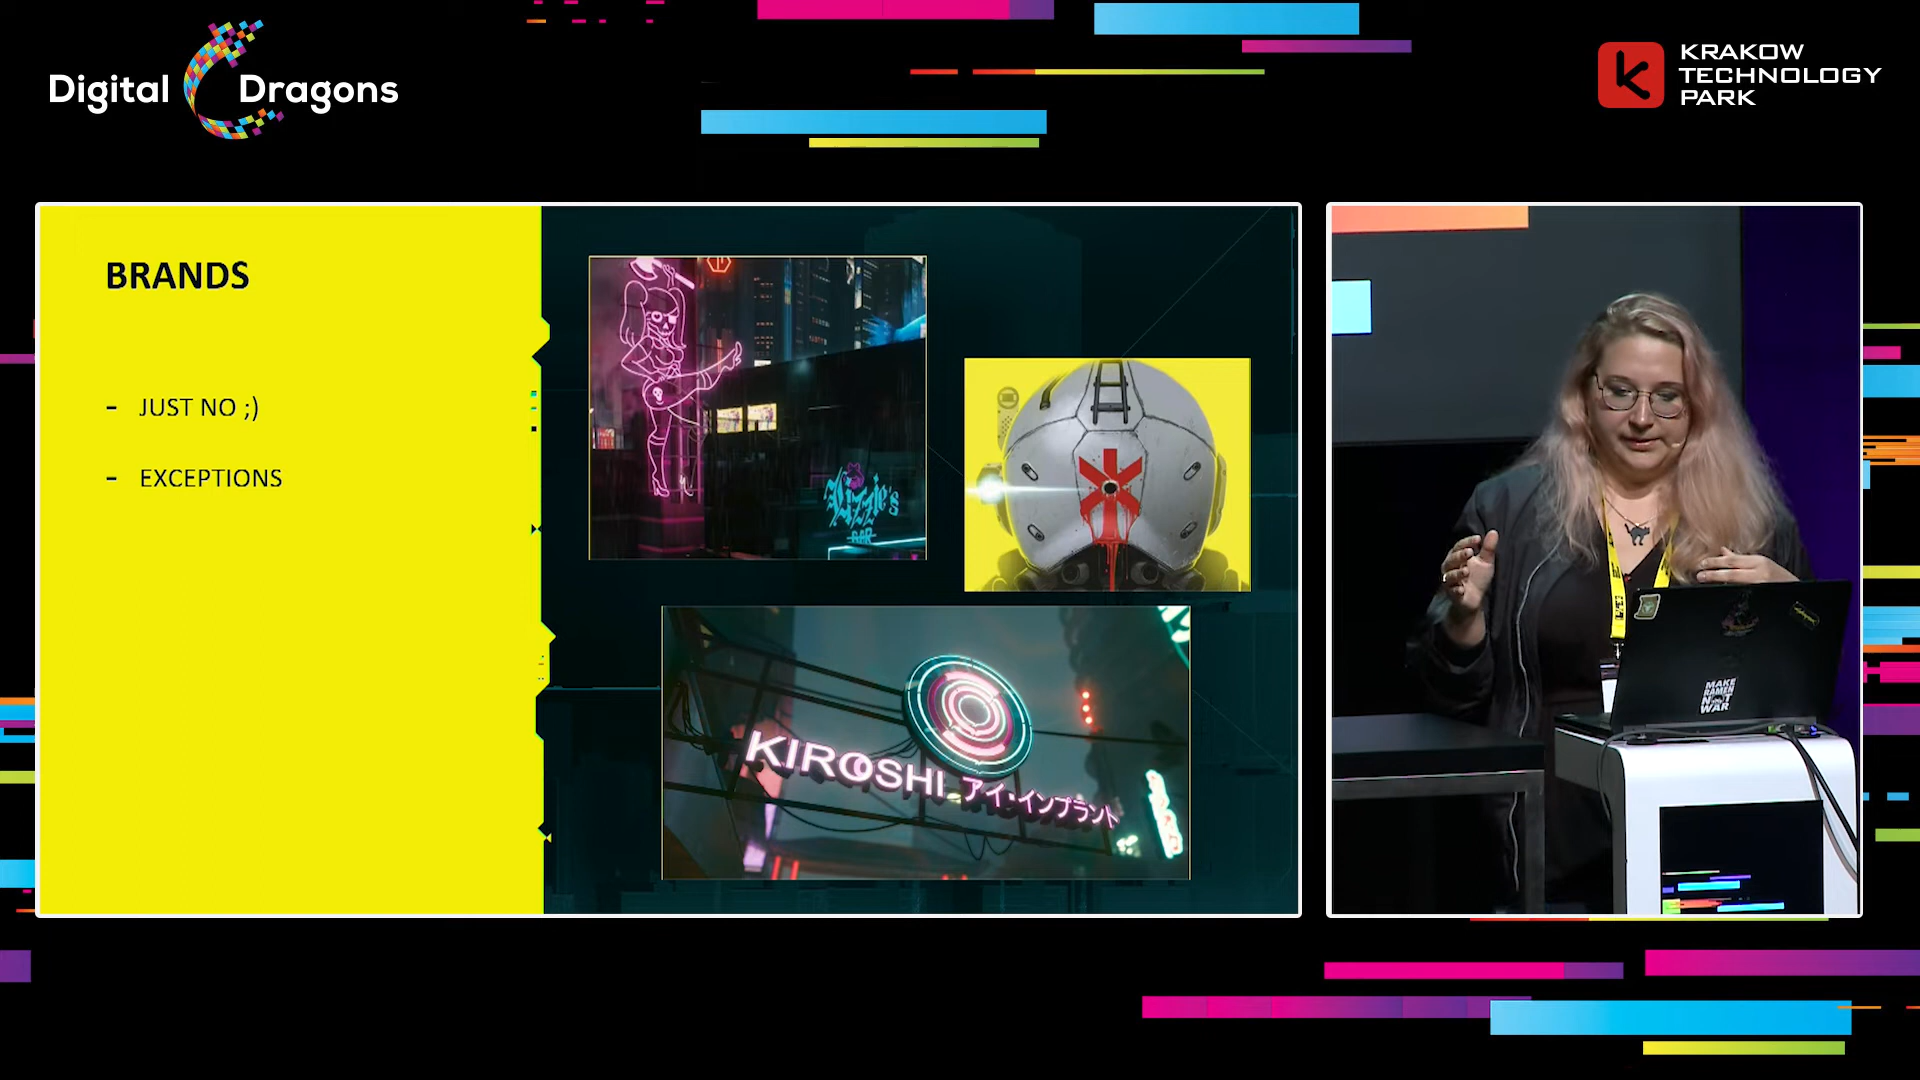 Digital Dragons
KRAKOW
TECHNOLOGY
PARK
BRANDS
- JUST NO ;)
- EXCEPTIONS
Lizzie's
BAR
KIROSHI アイ・インプラント
MAKE
RAMEN
NOT
WAR